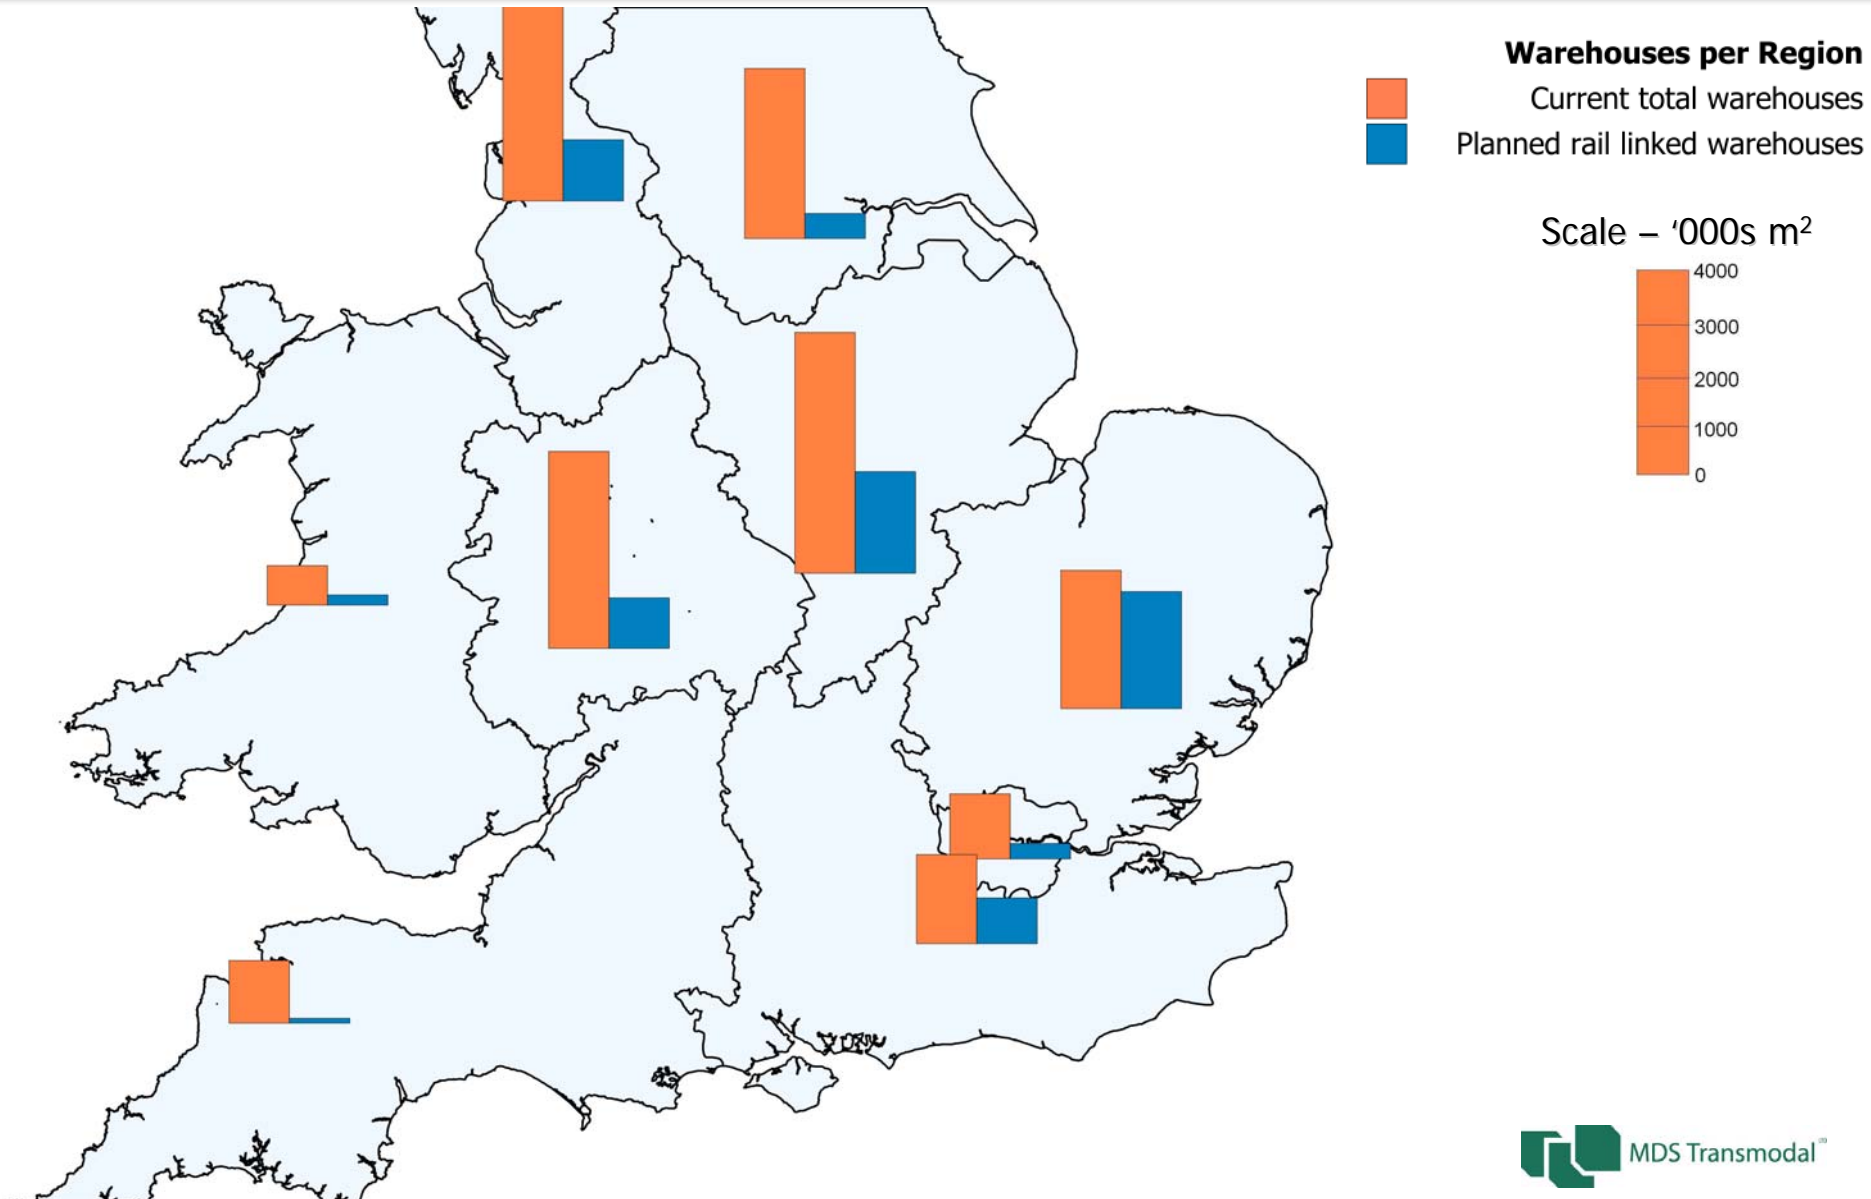 Warehouses per Region
Current total warehouses
Planned rail linked warehouses
Scale – ‘000s m²
4000
3000
2000
1000
0
MDS Transmodal